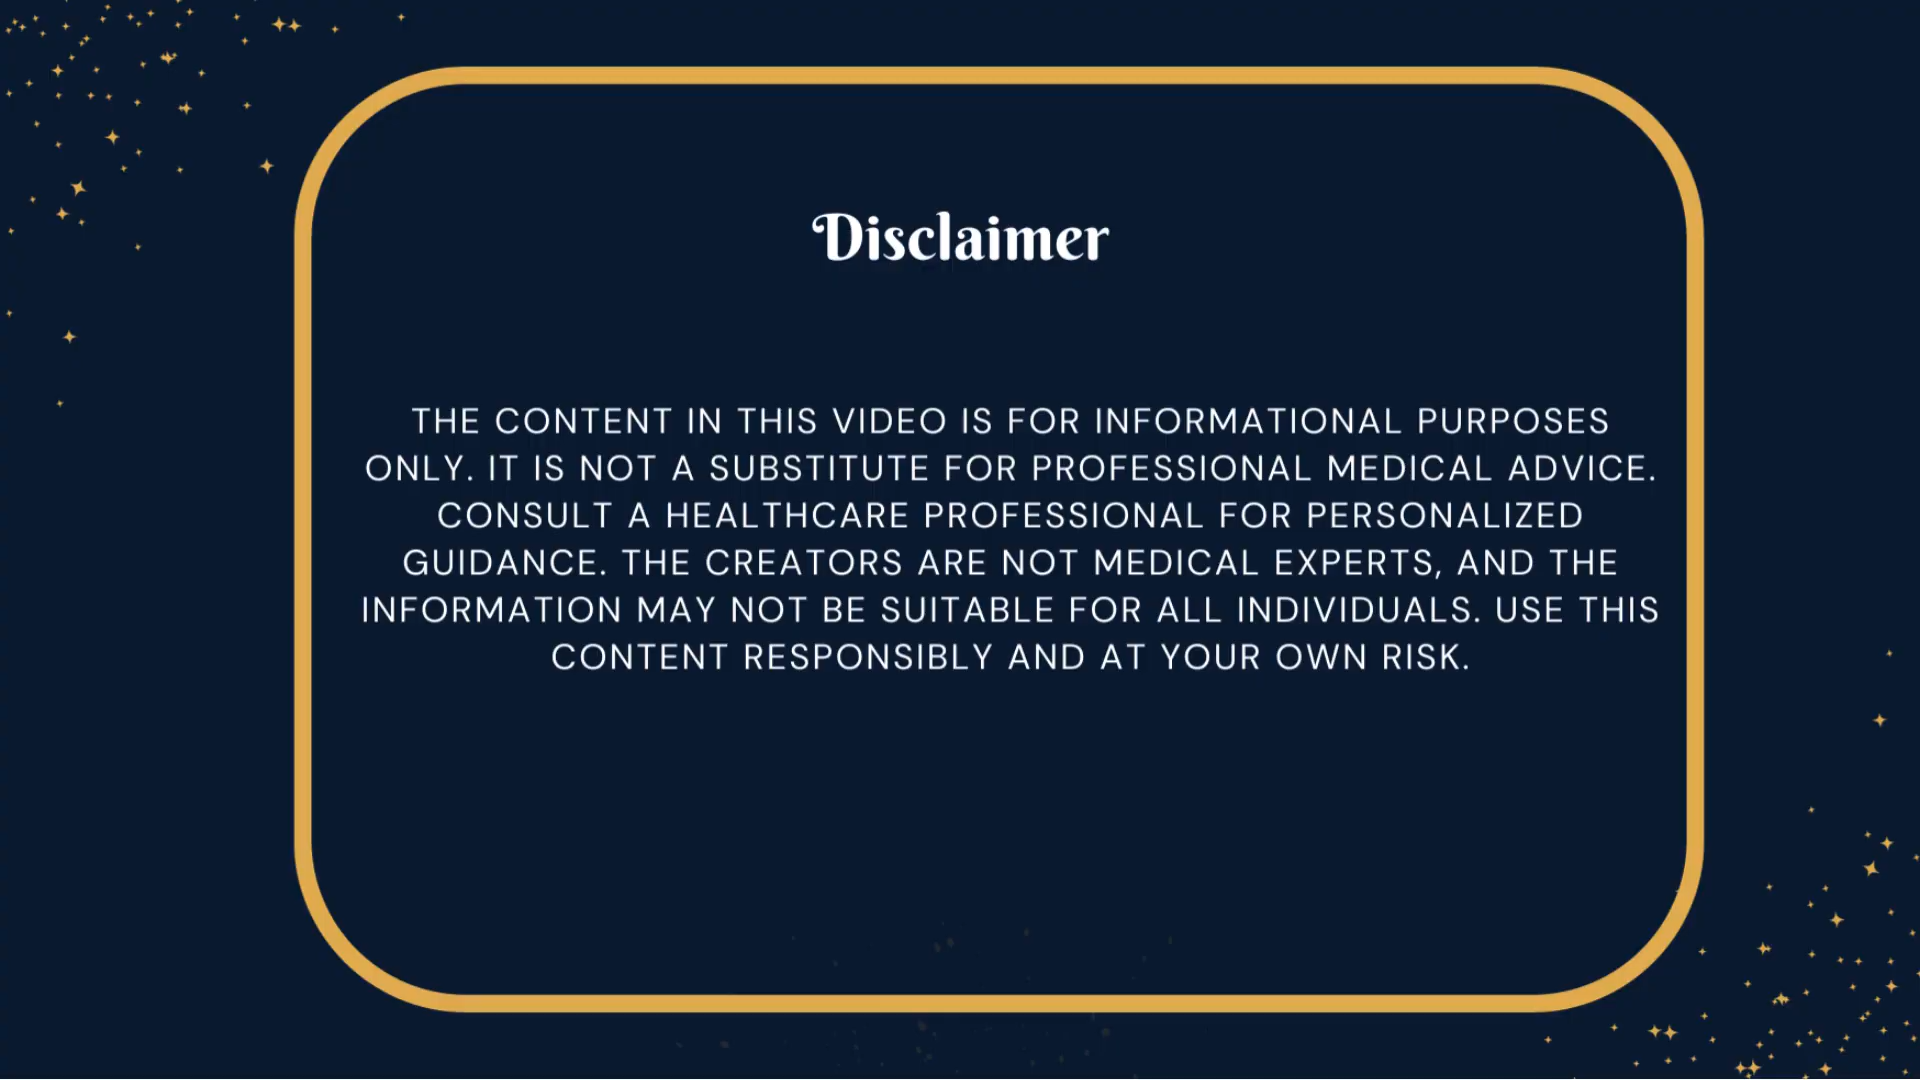 Disclaimer
THE CONTENT IN THIS VIDEO IS FOR INFORMATIONAL PURPOSES
ONLY. IT IS NOT A SUBSTITUTE FOR PROFESSIONAL MEDICAL ADVICE.
CONSULT A HEALTHCARE PROFESSIONAL FOR PERSONALIZED
GUIDANCE. THE CREATORS ARE NOT MEDICAL EXPERTS, AND THE
INFORMATION MAY NOT BE SUITABLE FOR ALL INDIVIDUALS. USE THIS
CONTENT RESPONSIBLY AND AT YOUR OWN RISK.